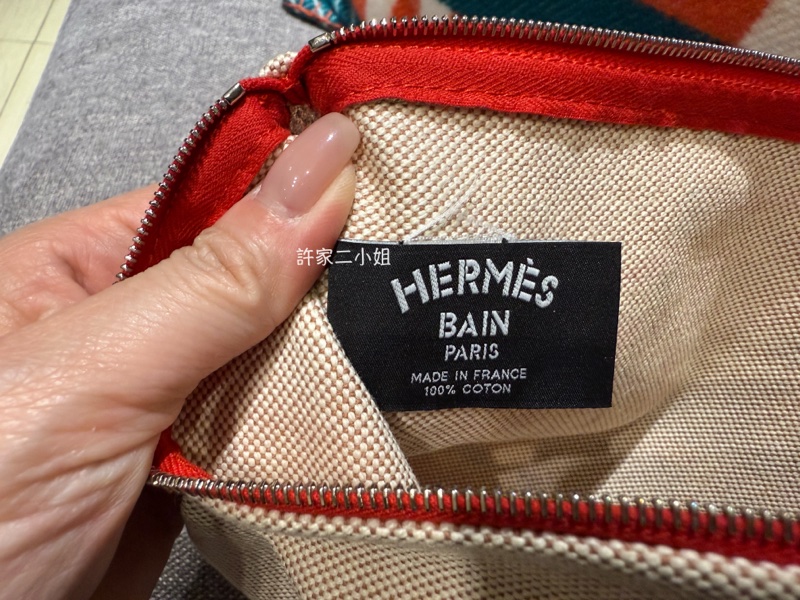 許家二小姐
HERMÈS
BAIN
PARIS
MADE IN FRANCE
100% COTON